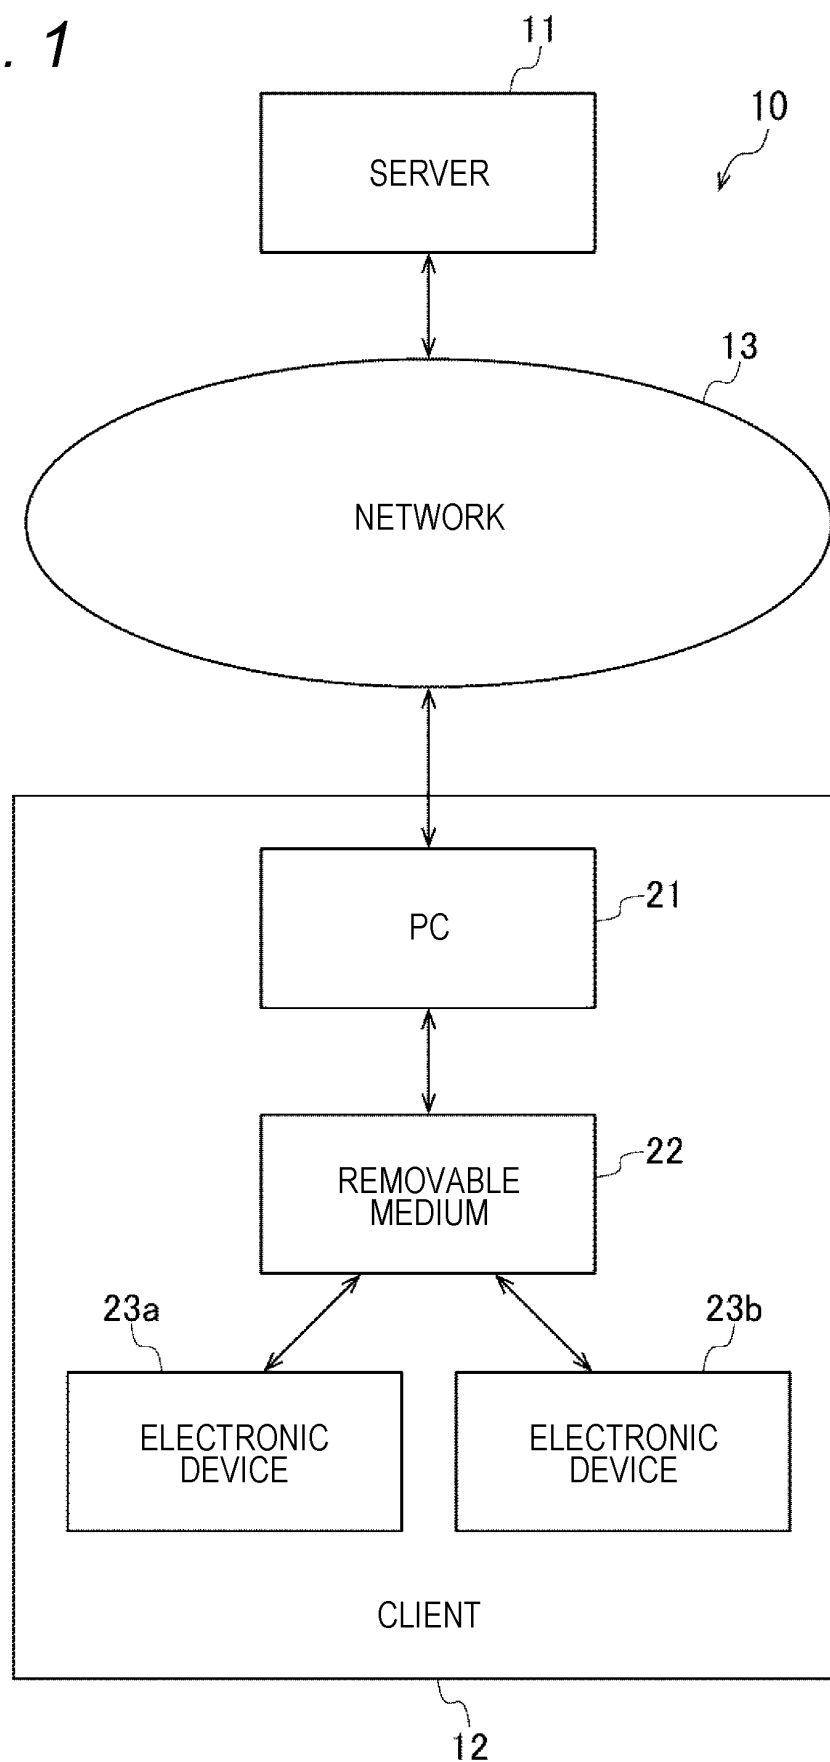 . 1
11
10
SERVER
13
NETWORK
21
PC
22
REMOVABLE
MEDIUM
23a
23b
ELECTRONIC
DEVICE
ELECTRONIC
DEVICE
CLIENT
12